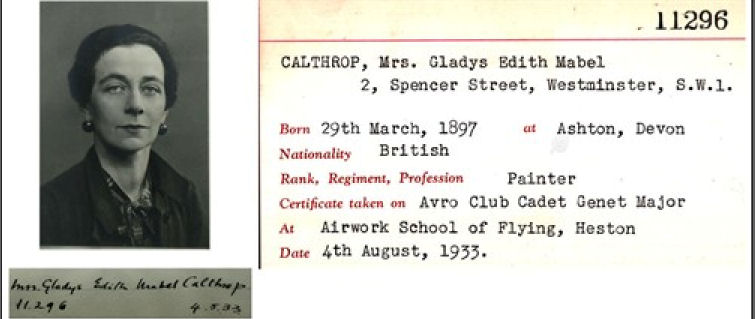 11296
CALTHROP, Mrs. Gladys Edith Mabel
2, Spencer Street, Westminster, S.W.1.
Born 29th March, 1897 at Ashton, Devon
Nationality British
Rank, Regiment, Profession Painter
Certificate taken on Avro Club Cadet Genet Major
At Airwork School of Flying, Heston
Date 4th August, 1933.
Mrs. Gladys Edith Mabel Calthrop
11296 4.8.33